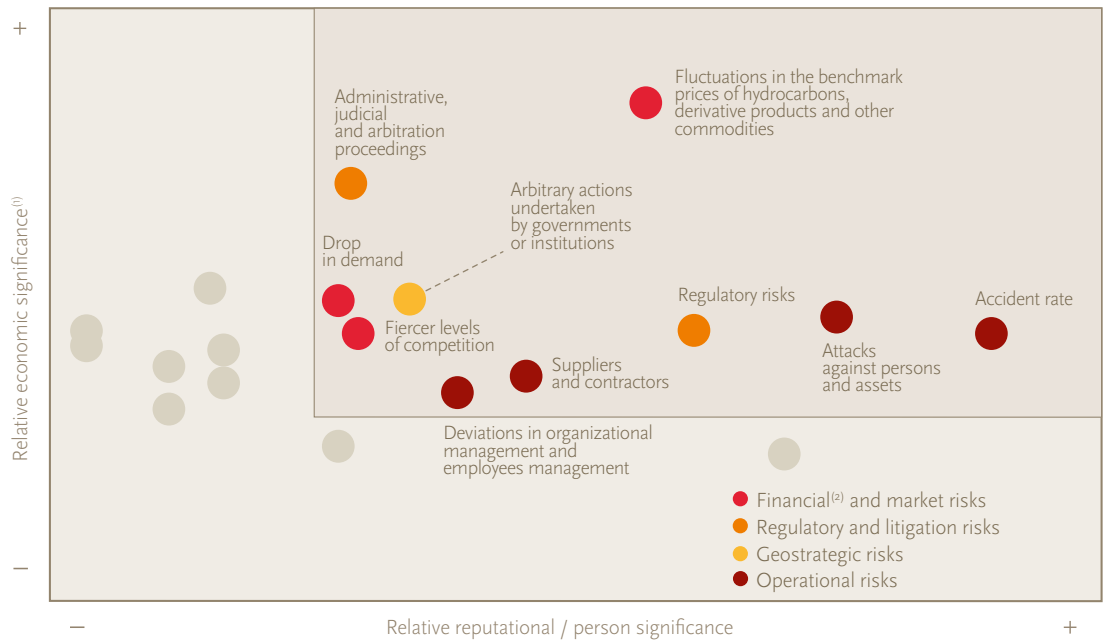 +
Relative economic significance(1)
–
Administrative,
judicial
and arbitration
proceedings
Fluctuations in the benchmark
prices of hydrocarbons,
derivative products and other
commodities
Arbitrary actions
undertaken
by governments
or institutions
Drop
in demand
Fiercer levels
of competition
Regulatory risks
Accident rate
Attacks
against persons
and assets
Suppliers
and contractors
Deviations in organizational
management and
employees management
Financial(2) and market risks
Regulatory and litigation risks
Geostrategic risks
Operational risks
–
Relative reputational / person significance
+